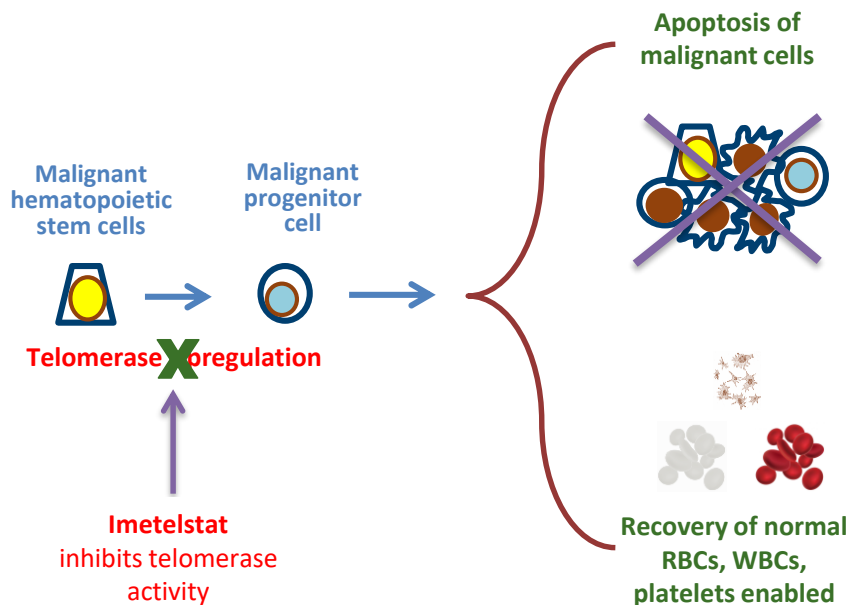 Apoptosis of
malignant cells
Malignant
hematopoietic
stem cells
Malignant
progenitor
cell
Telomerase X pregulation
Imetelstat
inhibits telomerase
activity
Recovery of normal
RBCs, WBCs,
platelets enabled